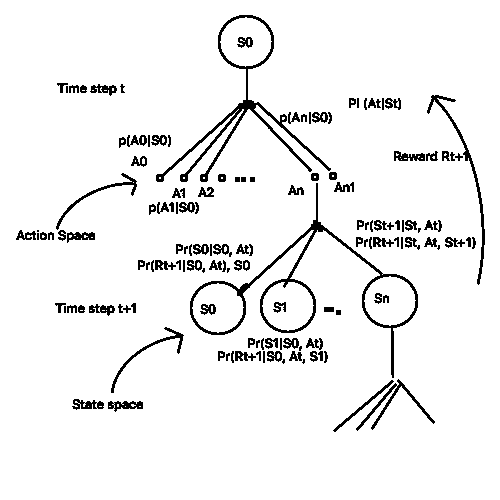 S0
Time step t
p(An|S0)
PI (At|St)
p(A0|S0)
A0
Reward Rt+1
A1
A2
An
An1
p(A1|S0)
Action Space
Pr(St+1|St, At)
Pr(Rt+1|St, At, St+1)
Pr(S0|S0, At)
Pr(Rt+1|S0, At), S0
Time step t+1
S0
S1
Sn
Pr(S1|S0, At)
Pr(Rt+1|S0, At, S1)
State space